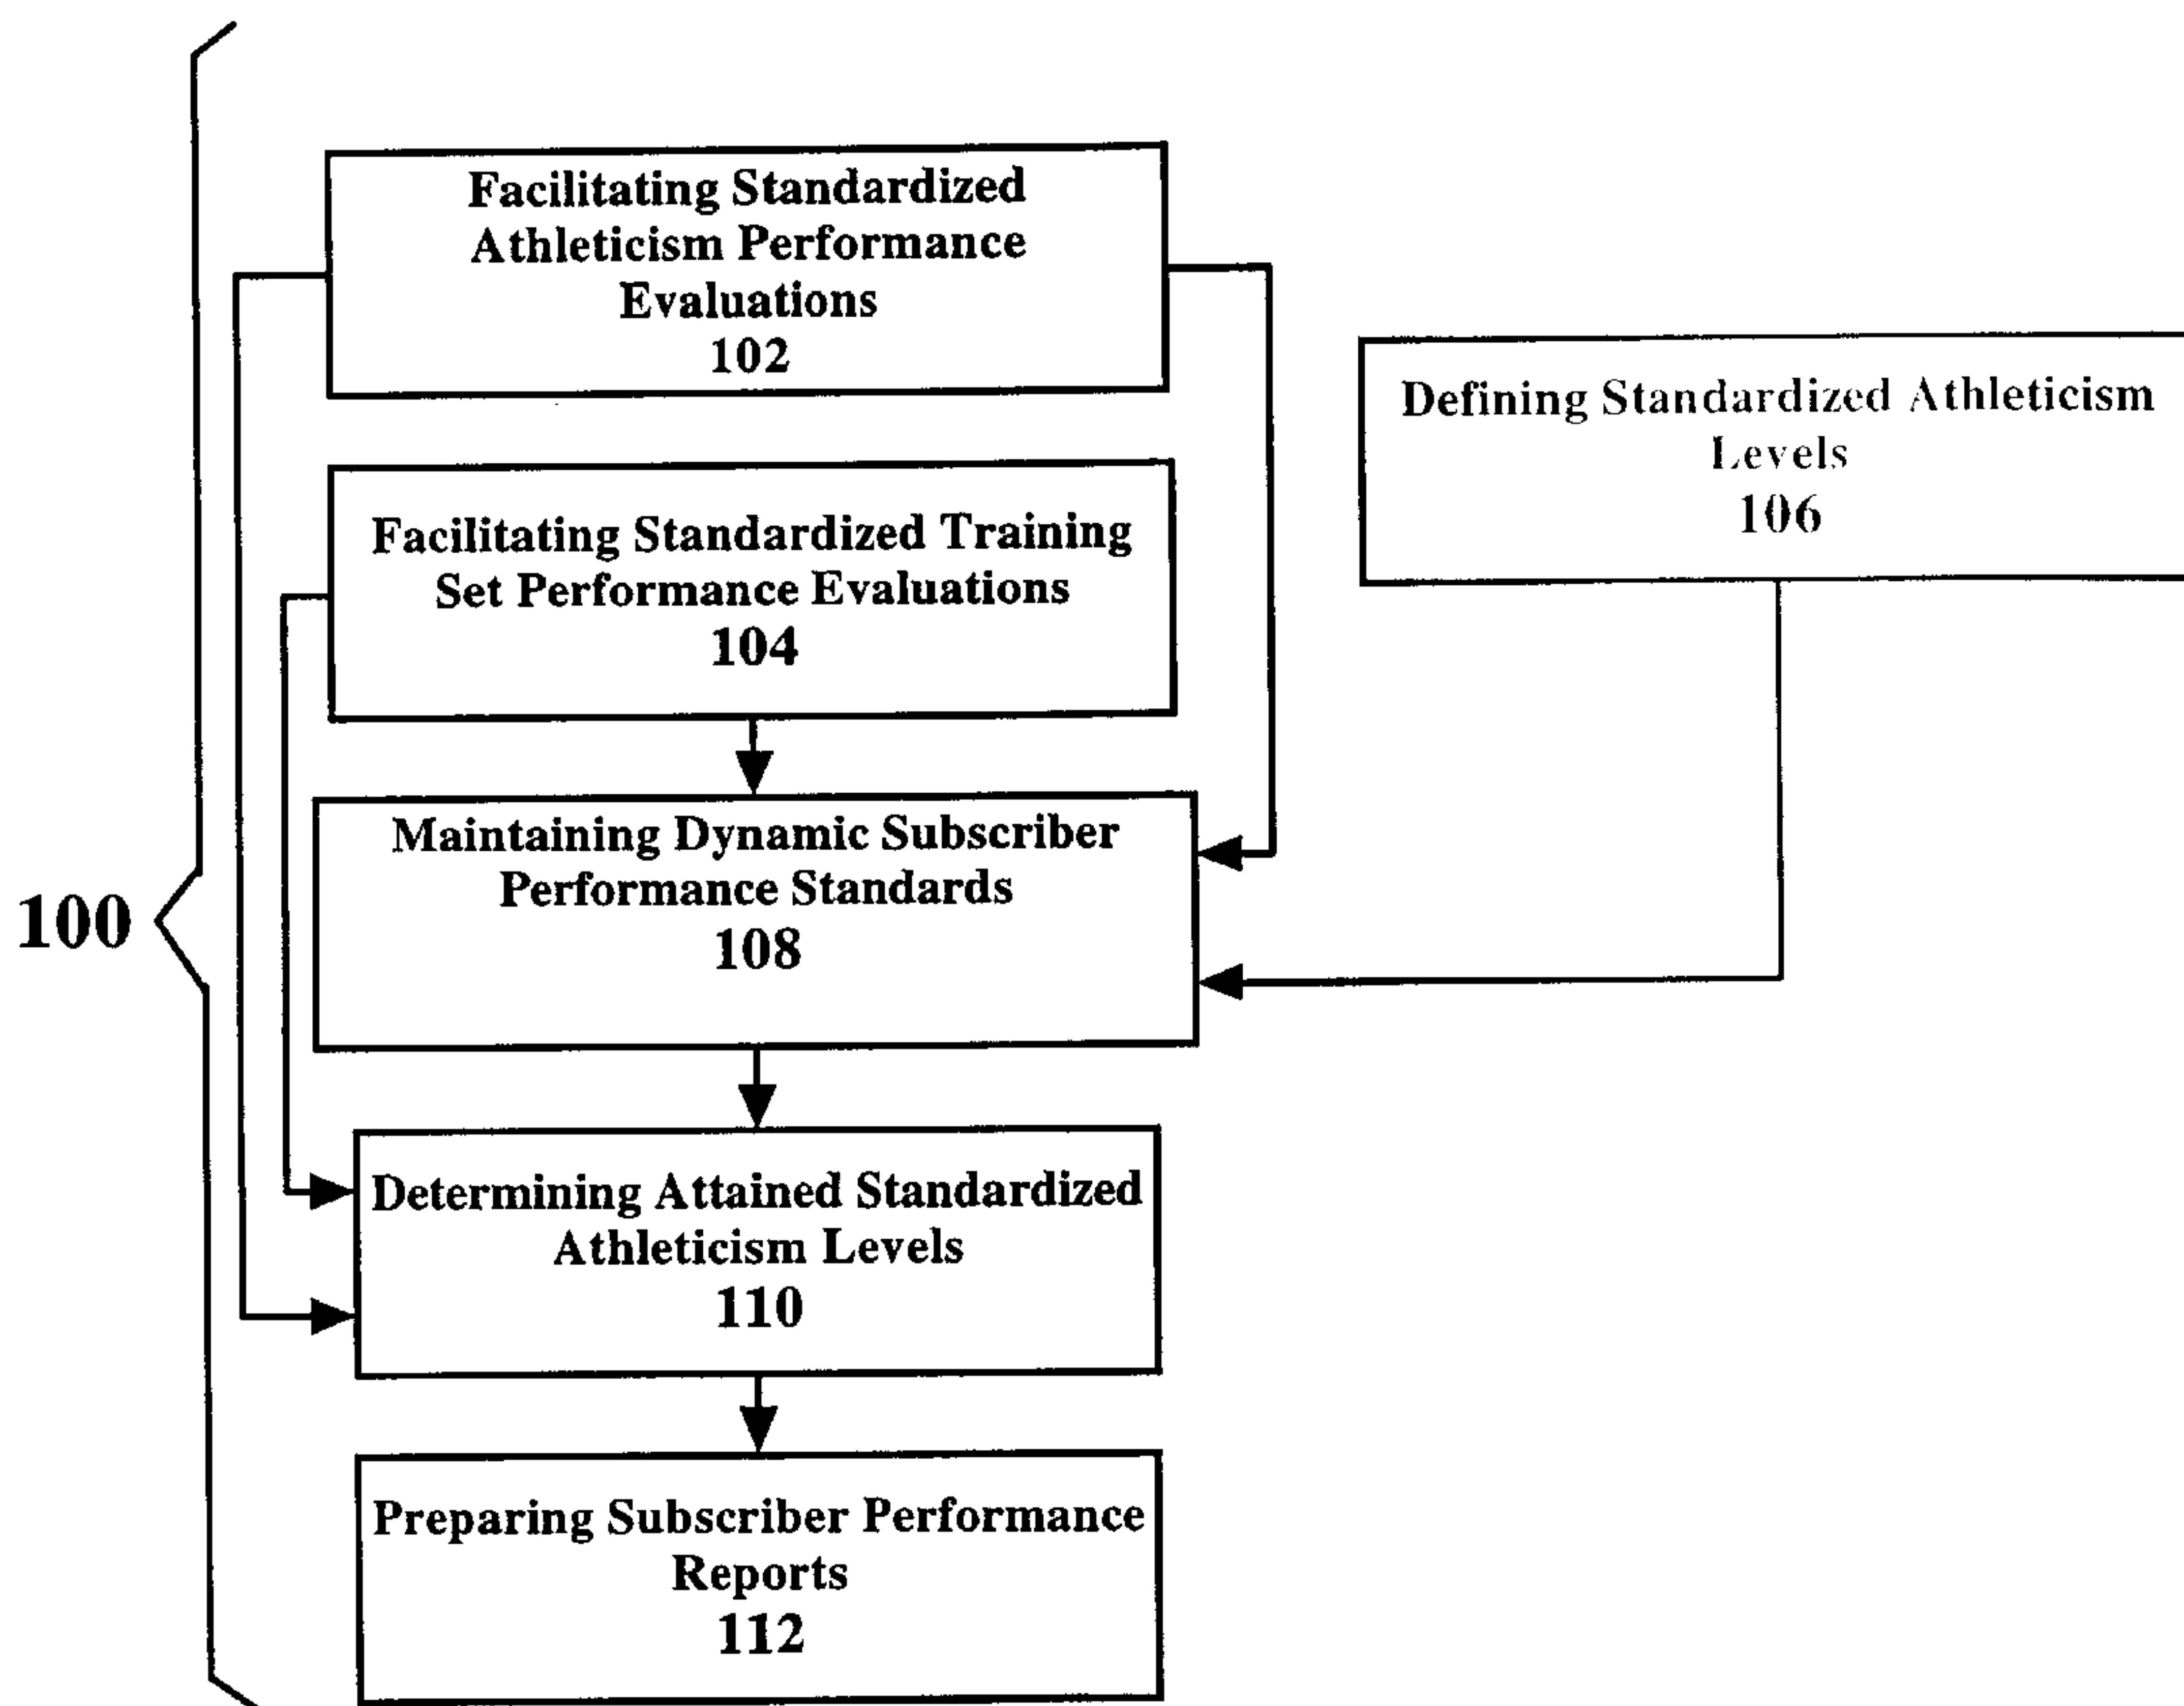 Facilitating Standardized
Athleticism Performance
Evaluations
102
Defining Standardized Athleticism
Levels
106
Facilitating Standardized Training
Set Performance Evaluations
104
Maintaining Dynamic Subscriber
Performance Standards
108
100
Determining Attained Standardized
Athleticism Levels
110
Preparing Subscriber Performance
Reports
112